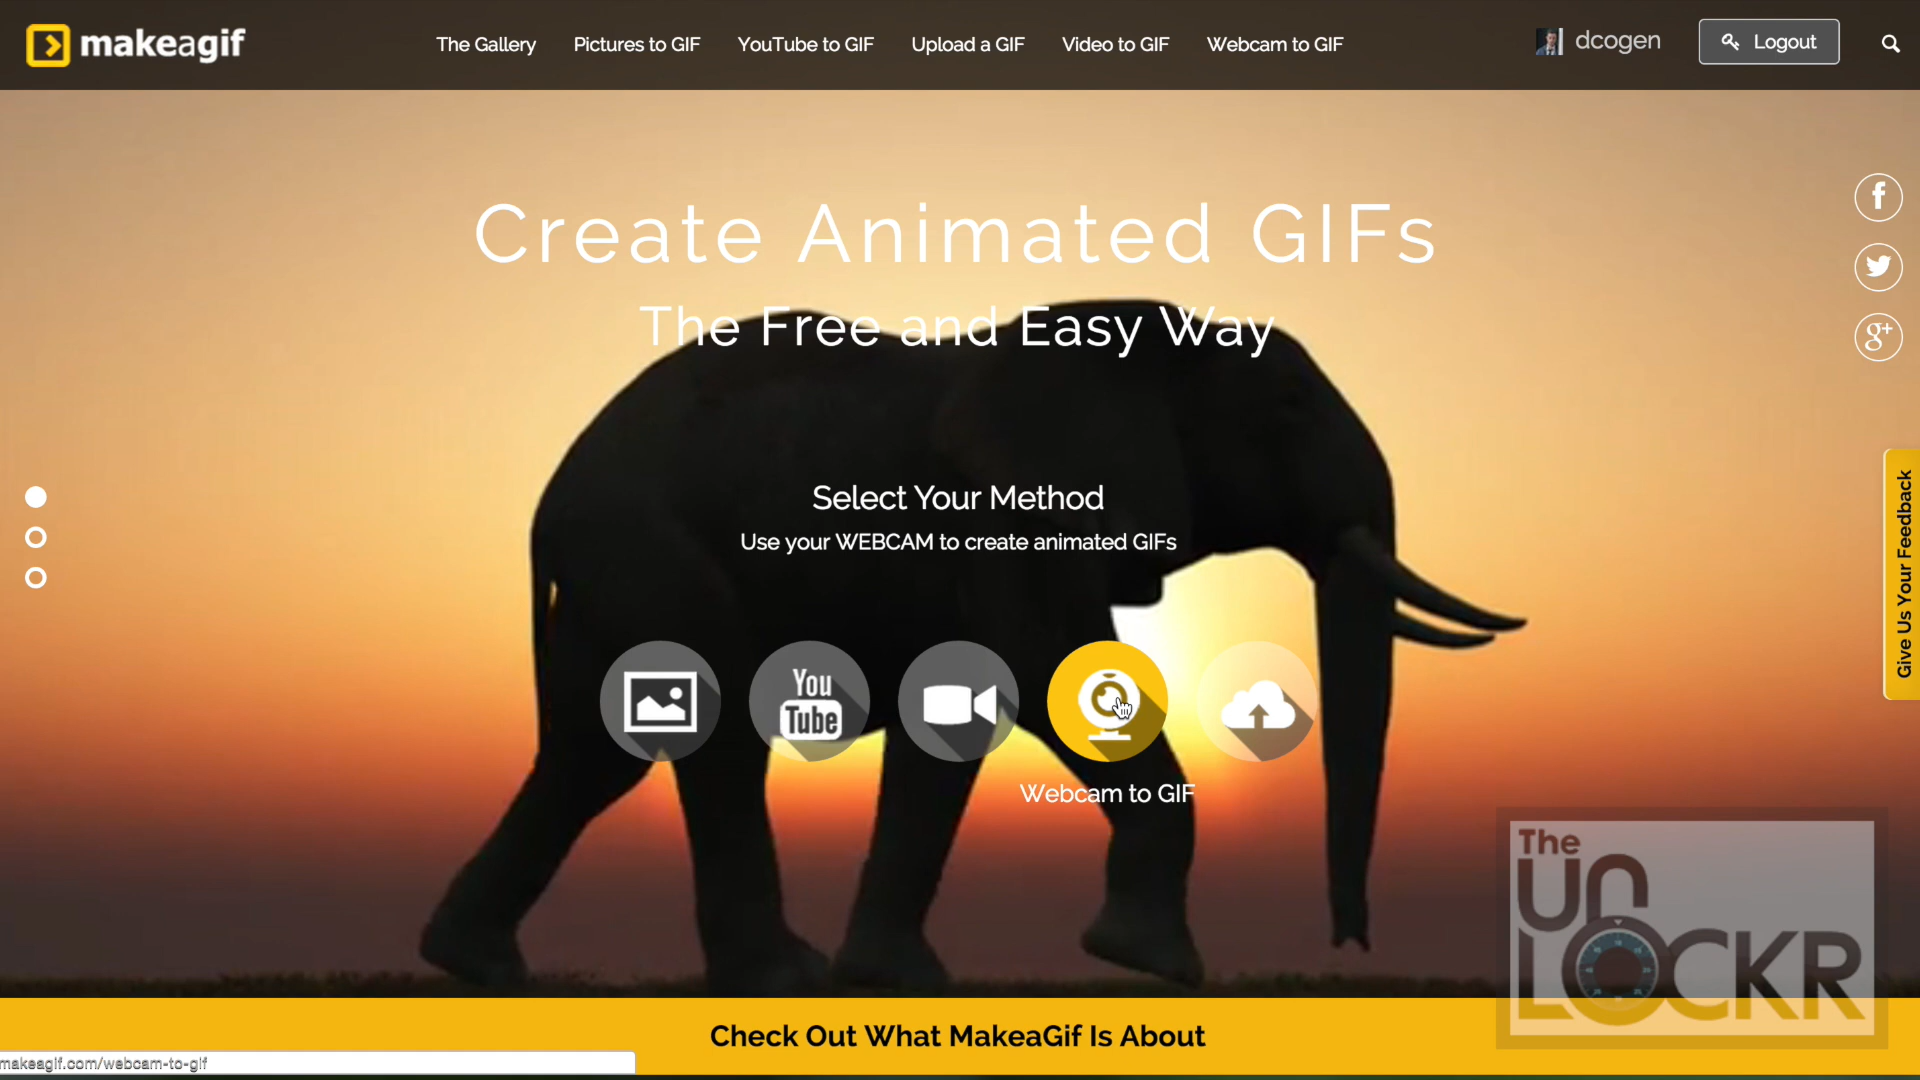 makeagif
The Gallery
Pictures to GIF
YouTube to GIF
Upload a GIF
Video to GIF
Webcam to GIF
dcogen
Logout
Create Animated GIFs
The Free and Easy Way
Select Your Method
Use your WEBCAM to create animated GIFs
You
Tube
Webcam to GIF
f
g+
Give Us Your Feedback
The
UNLOCKR
Check Out What MakeaGif Is About
makeagif.com/webcam-to-gif